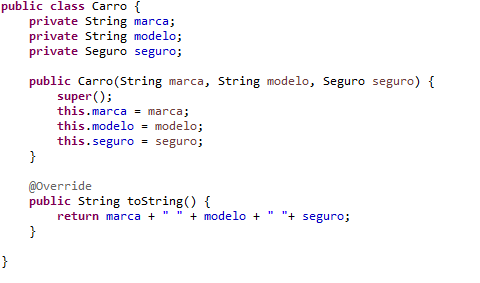 public class Carro {
    private String marca;
    private String modelo;
    private Seguro seguro;

    public Carro(String marca, String modelo, Seguro seguro) {
        super();
        this.marca = marca;
        this.modelo = modelo;
        this.seguro = seguro;
    }

    @Override
    public String toString() {
        return marca + " " + modelo + " "+ seguro;
    }

}